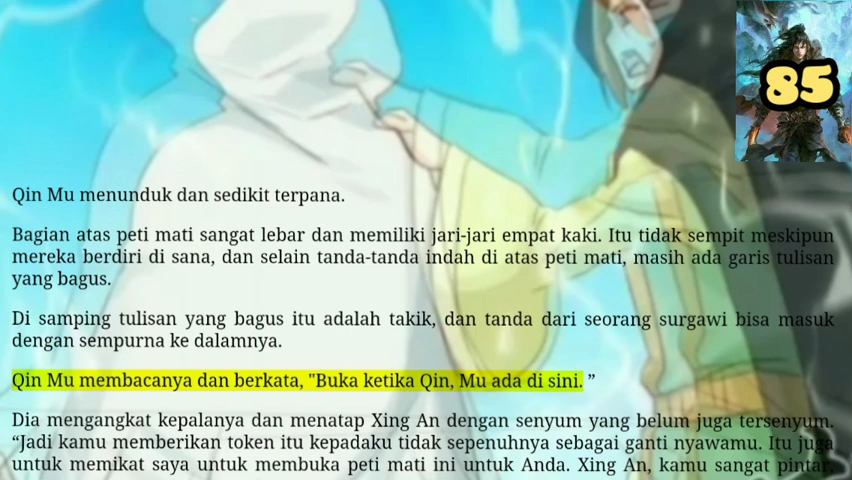 85
Qin Mu menunduk dan sedikit terpana.
Bagian atas peti mati sangat lebar dan memiliki jari-jari empat kaki. Itu tidak sempit meskipun
mereka berdiri di sana, dan selain tanda-tanda indah di atas peti mati, masih ada garis tulisan
yang bagus.
Di samping tulisan yang bagus itu adalah takik, dan tanda dari seorang surgawi bisa masuk
dengan sempurna ke dalamnya.
Qin Mu membacanya dan berkata, "Buka ketika Qin, Mu ada di sini. ”
Dia mengangkat kepalanya dan menatap Xing An dengan senyum yang belum juga tersenyum.
“Jadi kamu memberikan token itu kepadaku tidak sepenuhnya sebagai ganti nyawamu. Itu juga
untuk memikat saya untuk membuka peti mati ini untuk Anda. Xing An, kamu sangat pintar,